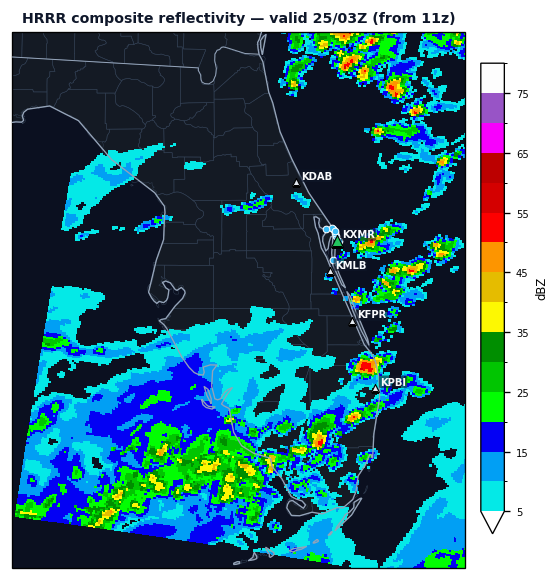 HRRR composite reflectivity — valid 25/03Z (from 11z)
KDAB
KXMR
KMLB
KFPR
KPBI
75
65
55
45
35
25
15
5
dBZ